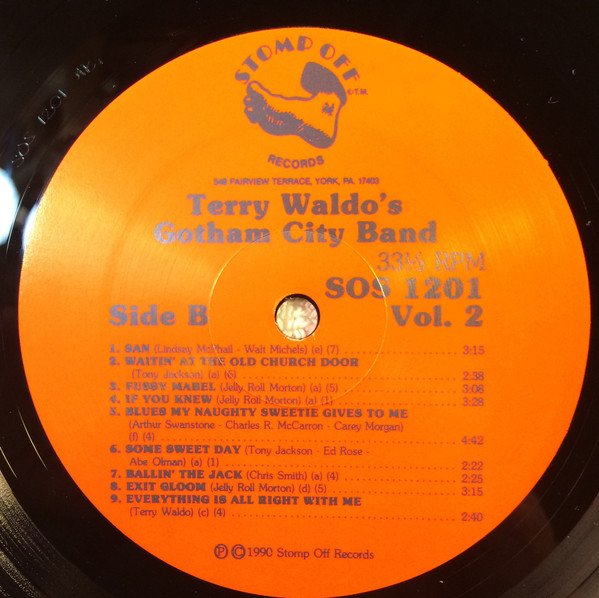 STOMP OFF
©T.M.
RECORDS
549 FAIRVIEW TERRACE, YORK, PA. 17403
Terry Waldo's
Gotham City Band
33⅓ RPM
SOS 1201
Side B Vol. 2
1. SAN (Lindsay McPhail - Walt Michels) (e) (7) 3:15
2. WAITIN' AT THE OLD CHURCH DOOR
(Tony Jackson) (a) (6) 2:38
3. FUSSY MABEL (Jelly Roll Morton) (a) (5) 3:08
4. IF YOU KNEW (Jelly Roll Morton) (a) (1) 3:28
5. BLUES MY NAUGHTY SWEETIE GIVES TO ME
(Arthur Swanstone - Charles R. McCarron - Carey Morgan)
(f) (4) 4:42
6. SOME SWEET DAY (Tony Jackson - Ed Rose -
Abe Olman) (a) (1) 2:22
7. BALLIN' THE JACK (Chris Smith) (a) (4) 2:25
8. EXIT GLOOM (Jelly Roll Morton) (d) (5) 3:15
9. EVERYTHING IS ALL RIGHT WITH ME
(Terry Waldo) (c) (4) 2:40
Ⓟ ©1990 Stomp Off Records
SOS 1201